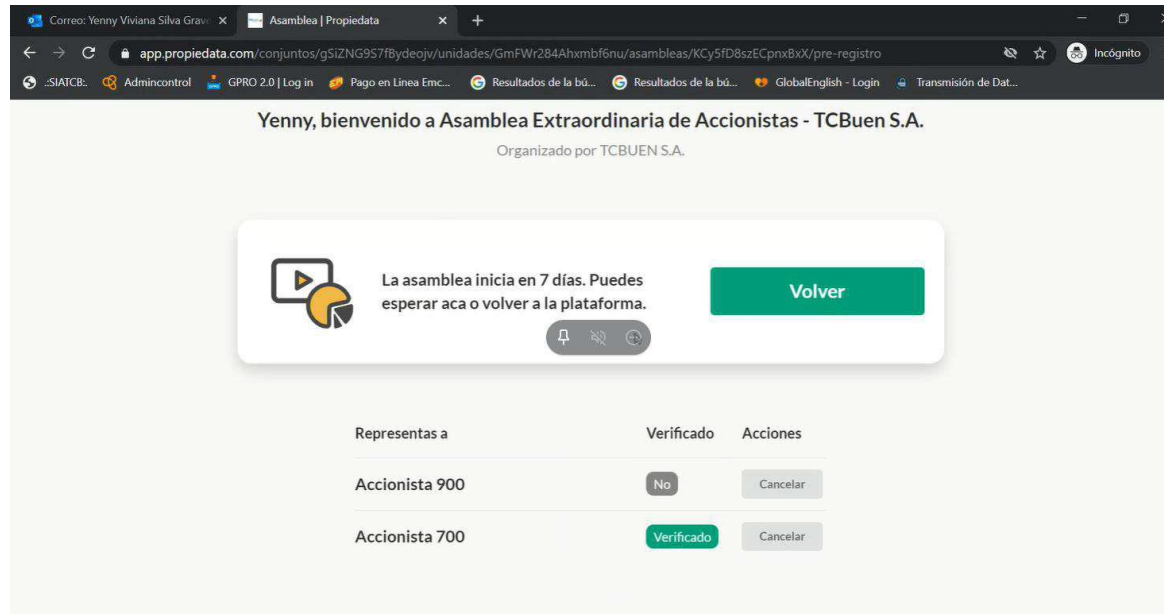 Correo: Yenny Viviana Silva Grav
Asamblea | Propiedata
app.propiedata.com/conjuntos/gSiZNG9S7fBydeojv/unidades/GmFWr284Ahxmbf6nu/asambleas/KCy5fD8szECpnxBxX/pre-registro
Incógnito
.:SIATCB:. Admincontrol GPRO 2.0 | Log in Pago en Linea Emc... Resultados de la bú... Resultados de la bú... GlobalEnglish - Login Transmisión de Dat...
Yenny, bienvenido a Asamblea Extraordinaria de Accionistas - TCBuen S.A.
Organizado por TCBUEN S.A.
La asamblea inicia en 7 días. Puedes
esperar aca o volver a la plataforma.
Volver
Representas a Verificado Acciones
Accionista 900 No Cancelar
Accionista 700 Verificado Cancelar